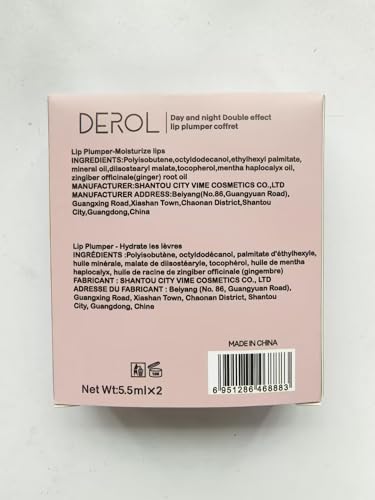 DEROL
Day and night Double effect
lip plumper coffret
Lip Plumper-Moisturize lips
INGREDIENTS:Polyisobutene,octyldodecanol,ethylhexyl palmitate,
mineral oil,diisostearyl malate,tocopherol,mentha haplocalyx oil,
zingiber officinale(ginger) root oil
MANUFACTURER:SHANTOU CITY VIME COSMETICS CO.,LTD
MANUFACTURER ADDRESS:Beiyang(No.86,Guangyuan Road),
Guangxing Road,Xiashan Town,Chaonan District,Shantou
City,Guangdong,China
Lip Plumper - Hydrate les lèvres
INGRÉDIENTS : Polyisobutène, octyldodécanol, palmitate d'éthylhexyle,
huile minérale, malate de diisostéaryle, tocophérol, huile de mentha
haplocalyx, huile de racine de zingiber officinale (gingembre)
FABRICANT : SHANTOU CITY VIME COSMETICS CO., LTD
ADRESSE DU FABRICANT : Beiyang (No. 86, Guangyuan Road),
Guangxing Road, Xiashan Town, Chaonan District, Shantou
City, Guangdong, China
MADE IN CHINA
6 951286 468883
Net Wt:5.5ml×2